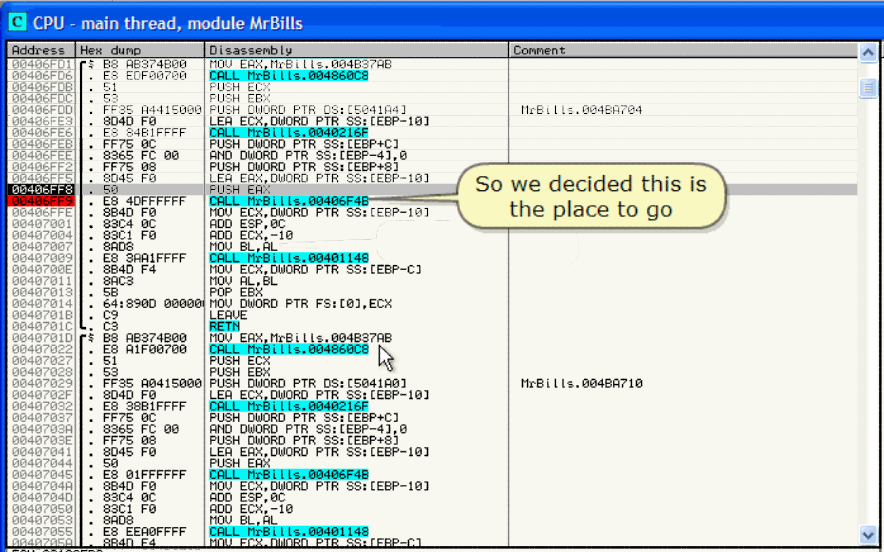 C CPU - main thread, module MrBills
Address Hex dump Disassembly Comment
00406FD1 $ B8 AB374B00 MOV EAX,MrBills.004B37AB
00406FD6 . E8 EDF00700 CALL MrBills.004860C8
00406FDB . 51 PUSH ECX
00406FDC . 53 PUSH EBX
00406FDD . FF35 A4415000 PUSH DWORD PTR DS:[5041A4] MrBills.004BA704
00406FE3 . 8D4D F0 LEA ECX,DWORD PTR SS:[EBP-10]
00406FE6 . E8 84B1FFFF CALL MrBills.0040216F
00406FEB . FF75 0C PUSH DWORD PTR SS:[EBP+C]
00406FEE . 8365 FC 00 AND DWORD PTR SS:[EBP-4],0
00406FF2 . FF75 08 PUSH DWORD PTR SS:[EBP+8]
00406FF5 . 8D45 F0 LEA EAX,DWORD PTR SS:[EBP-10]
00406FF8 . 50 PUSH EAX
00406FF9 . E8 4DFFFFFF CALL MrBills.00406F4B
So we decided this is
the place to go
00406FFE . 8B4D F0 MOV ECX,DWORD PTR SS:[EBP-10]
00407001 . 83C4 0C ADD ESP,0C
00407004 . 83C1 F0 ADD ECX,-10
00407007 . 8AD8 MOV BL,AL
00407009 . E8 3AA1FFFF CALL MrBills.00401148
0040700E . 8B4D F4 MOV ECX,DWORD PTR SS:[EBP-C]
00407011 . 8AC3 MOV AL,BL
00407013 . 5B POP EBX
00407014 . 64:890D 00000 MOV DWORD PTR FS:[0],ECX
0040701B . C9 LEAVE
0040701C . C3 RETN
0040701D $ B8 AB374B00 MOV EAX,MrBills.004B37AB
00407022 . E8 A1F00700 CALL MrBills.004860C8
00407027 . 51 PUSH ECX
00407028 . 53 PUSH EBX
00407029 . FF35 A0415000 PUSH DWORD PTR DS:[5041A0] MrBills.004BA710
0040702F . 8D4D F0 LEA ECX,DWORD PTR SS:[EBP-10]
00407032 . E8 38B1FFFF CALL MrBills.0040216F
00407037 . FF75 0C PUSH DWORD PTR SS:[EBP+C]
0040703A . 8365 FC 00 AND DWORD PTR SS:[EBP-4],0
0040703E . FF75 08 PUSH DWORD PTR SS:[EBP+8]
00407041 . 8D45 F0 LEA EAX,DWORD PTR SS:[EBP-10]
00407044 . 50 PUSH EAX
00407045 . E8 01FFFFFF CALL MrBills.00406F4B
0040704A . 8B4D F0 MOV ECX,DWORD PTR SS:[EBP-10]
0040704D . 83C4 0C ADD ESP,0C
00407050 . 83C1 F0 ADD ECX,-10
00407053 . 8AD8 MOV BL,AL
00407055 . E8 EEA0FFFF CALL MrBills.00401148
0040705A . 8B4D F4 MOV ECX,DWORD PTR SS:[EBP-C]